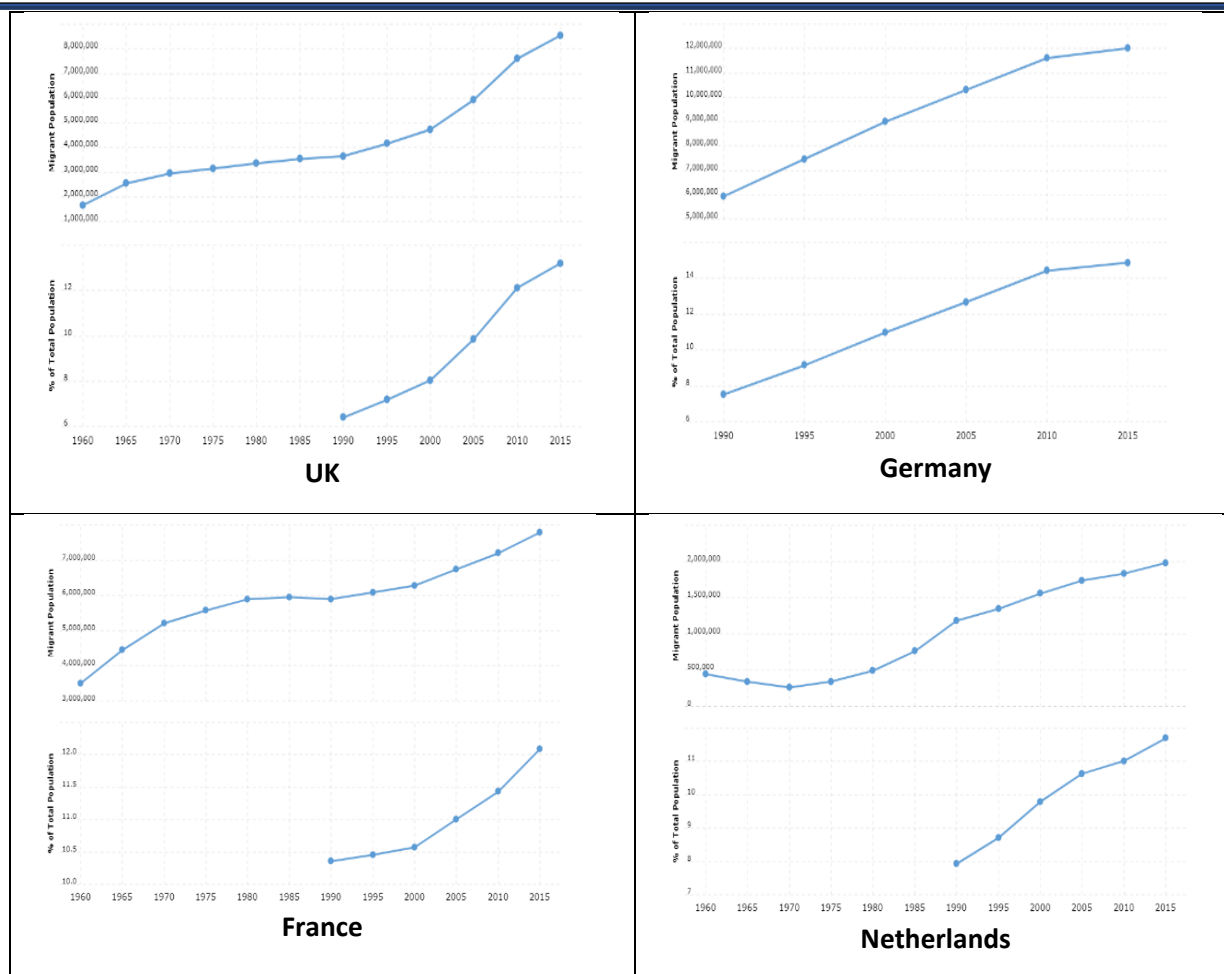 8,000,000
7,000,000
6,000,000
5,000,000
4,000,000
3,000,000
2,000,000
1,000,000
Migrant Population
12
10
8
6
% of Total Population
1960 1965 1970 1975 1980 1985 1990 1995 2000 2005 2010 2015
UK
12,000,000
11,000,000
10,000,000
9,000,000
8,000,000
7,000,000
6,000,000
5,000,000
Migrant Population
14
12
10
8
6
% of Total Population
1990 1995 2000 2005 2010 2015
Germany
7,000,000
6,000,000
5,000,000
4,000,000
3,000,000
Migrant Population
12.0
11.5
11.0
10.5
10.0
% of Total Population
1960 1965 1970 1975 1980 1985 1990 1995 2000 2005 2010 2015
France
2,000,000
1,500,000
1,000,000
500,000
0
Migrant Population
11
10
9
8
7
% of Total Population
1960 1965 1970 1975 1980 1985 1990 1995 2000 2005 2010 2015
Netherlands